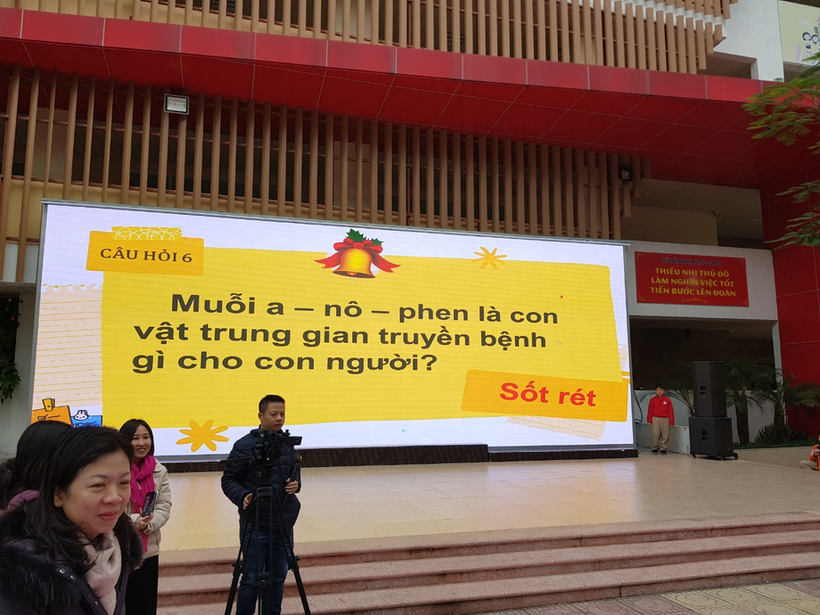 CÂU HỎI 6
Muỗi a – nô – phen là con
vật trung gian truyền bệnh
gì cho con người?
Sốt rét
THIẾU NHI THỦ ĐÔ
LÀM NGHÌN VIỆC TỐT
TIẾN BƯỚC LÊN ĐOÀN